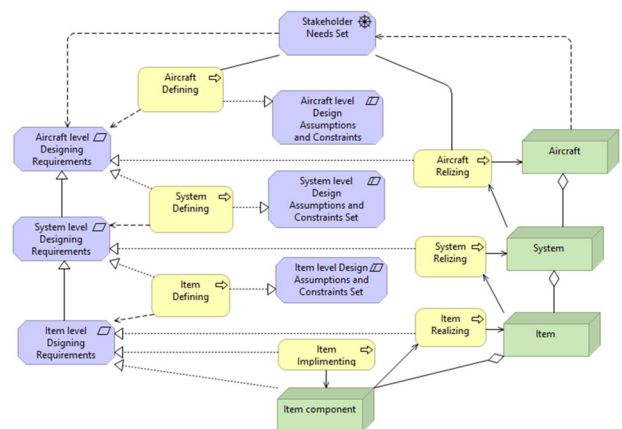 Stakeholder
Needs Set
Aircraft
Defining
Aircraft level
Design
Assumptions
and Constraints
Aircraft level
Designing
Requirements
Aircraft
Relizing
Aircraft
System
Defining
System level
Design
Assumptions and
Constraints Set
System level
Designing
Requirements
System
Relizing
System
Item
Defining
Item level Design
Assumptions and
Constraints Set
Item level
Dsigning
Requirements
Item
Realizing
Item
Item
Implimenting
Item component